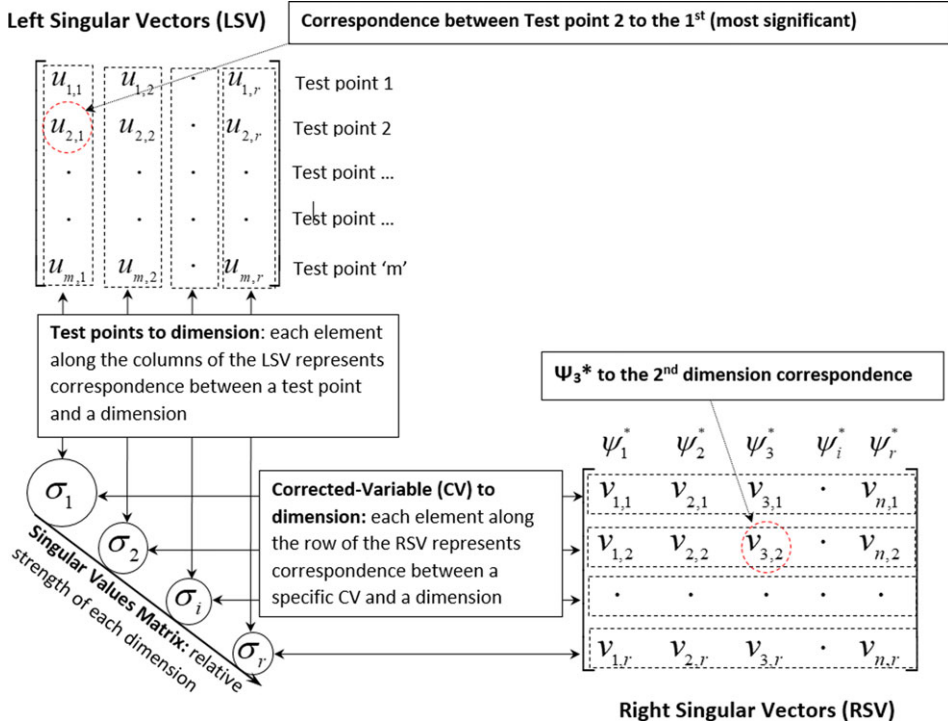 Left Singular Vectors (LSV)
Correspondence between Test point 2 to the 1st (most significant)
u1,1 u1,2 · u1,r Test point 1
u2,1 u2,2 · u2,r Test point 2
· · · · Test point ...
· · · · Test point ...
um,1 um,2 · um,r Test point ‘m’
Test points to dimension: each element
along the columns of the LSV represents
correspondence between a test point
and a dimension
Ψ3* to the 2nd dimension correspondence
ψ1* ψ2* ψ3* ψi* ψr*
v1,1 v2,1 v3,1 · vn,1
v1,2 v2,2 v3,2 · vn,2
· · · · ·
v1,r v2,r v3,r · vn,r
Corrected-Variable (CV) to
dimension: each element along
the row of the RSV represents
correspondence between a
specific CV and a dimension
σ1
σ2
σi
σr
Singular Values Matrix: relative
strength of each dimension
Right Singular Vectors (RSV)